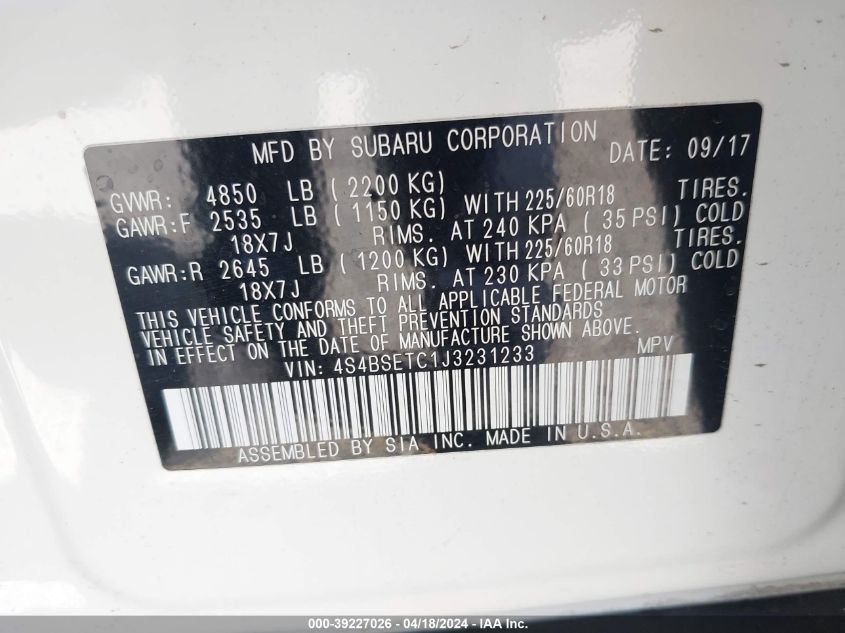 MFD BY SUBARU CORPORATION DATE: 09/17
GVWR: 4850 LB (2200 KG)
GAWR:F 2535 LB (1150 KG) WITH 225/60R18 TIRES.
18X7J RIMS. AT 240 KPA (35 PSI) COLD
GAWR:R 2645 LB (1200 KG) WITH 225/60R18 TIRES.
18X7J RIMS. AT 230 KPA (33 PSI) COLD
THIS VEHICLE CONFORMS TO ALL APPLICABLE FEDERAL MOTOR
VEHICLE SAFETY AND THEFT PREVENTION STANDARDS
IN EFFECT ON THE DATE OF MANUFACTURE SHOWN ABOVE.
VIN: 4S4BSETC1J3231233 MPV
ASSEMBLED BY SIA INC. MADE IN U.S.A.
000-39227026 - 04/18/2024 - IAA Inc.